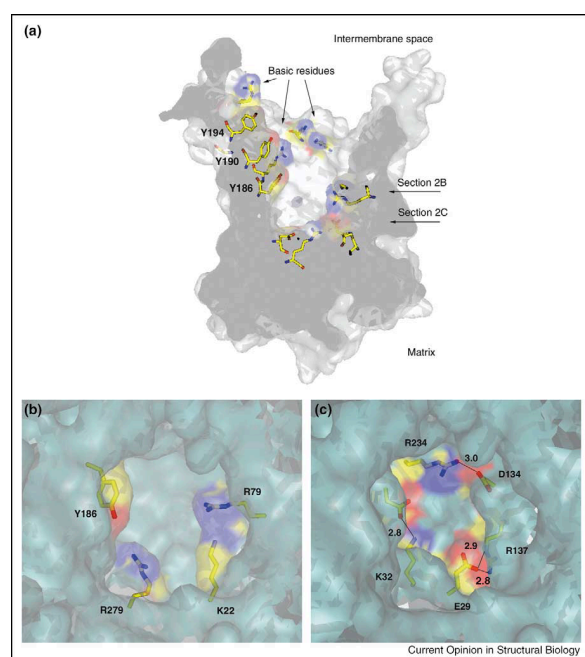 (a)
Intermembrane space
Basic residues
Y194
Y190
Y186
Section 2B
Section 2C
Matrix
(b)
Y186
R79
R279
K22
(c)
R234
3.0
D134
2.8
2.9
R137
K32
2.8
E29
Current Opinion in Structural Biology